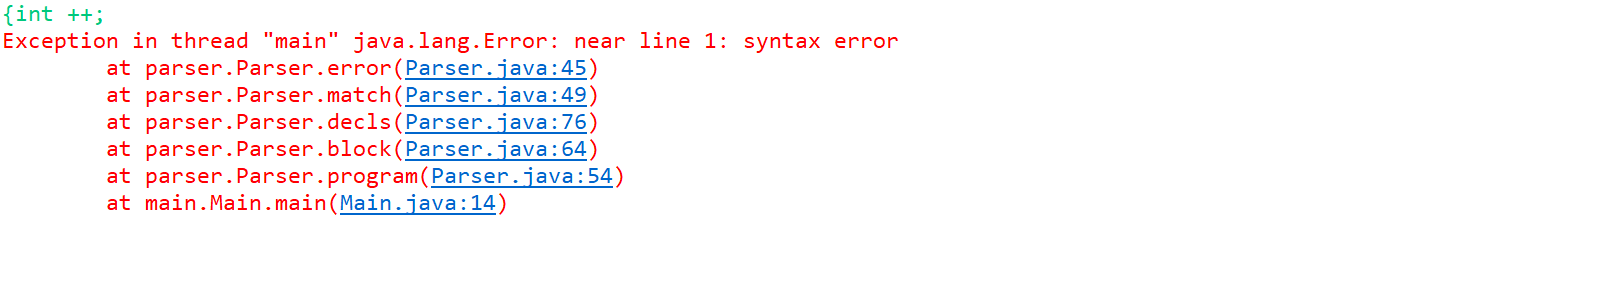 {int ++;
Exception in thread "main" java.lang.Error: near line 1: syntax error
at parser.Parser.error(Parser.java:45)
at parser.Parser.match(Parser.java:49)
at parser.Parser.decls(Parser.java:76)
at parser.Parser.block(Parser.java:64)
at parser.Parser.program(Parser.java:54)
at main.Main.main(Main.java:14)